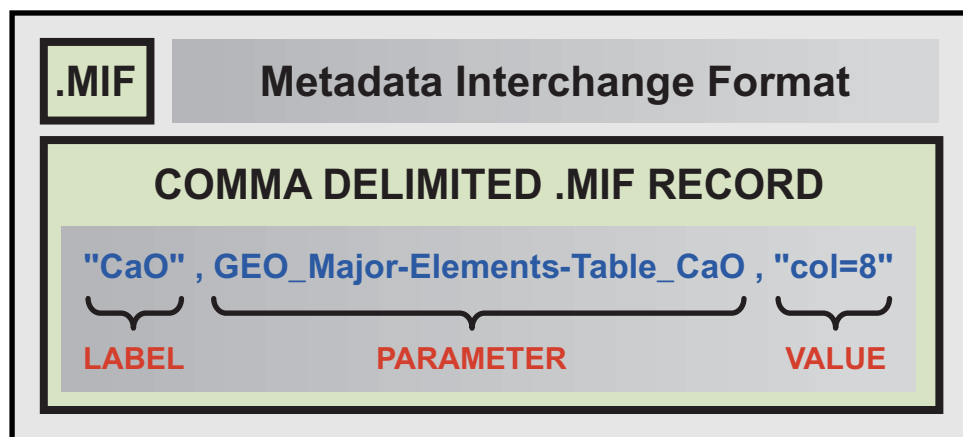 .MIF
Metadata Interchange Format
COMMA DELIMITED .MIF RECORD
"CaO" , GEO_Major-Elements-Table_CaO , "col=8"
LABEL PARAMETER VALUE